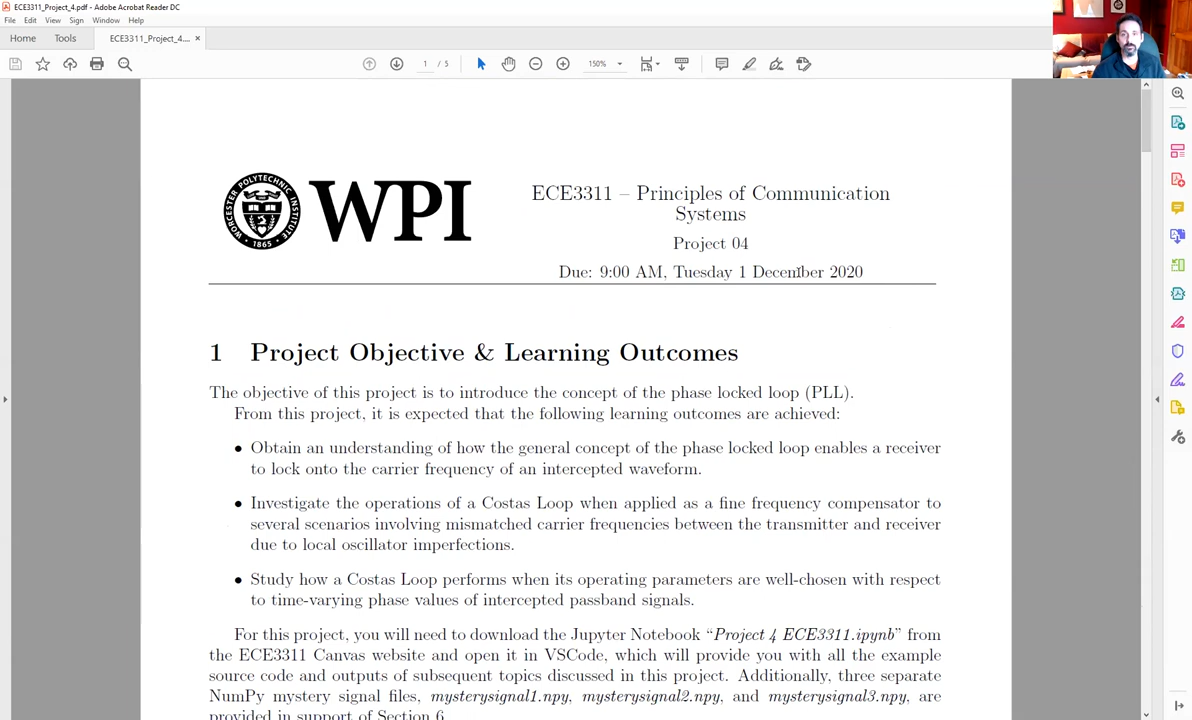 ECE3311_Project_4.pdf - Adobe Acrobat Reader DC
File Edit View Sign Window Help
Home Tools ECE3311_Project_4.... ×
1 / 5 150%
WORCESTER POLYTECHNIC INSTITUTE
1865
WPI
ECE3311 – Principles of Communication
Systems
Project 04
Due: 9:00 AM, Tuesday 1 December 2020
1 Project Objective & Learning Outcomes
The objective of this project is to introduce the concept of the phase locked loop (PLL).
From this project, it is expected that the following learning outcomes are achieved:
• Obtain an understanding of how the general concept of the phase locked loop enables a receiver
to lock onto the carrier frequency of an intercepted waveform.
• Investigate the operations of a Costas Loop when applied as a fine frequency compensator to
several scenarios involving mismatched carrier frequencies between the transmitter and receiver
due to local oscillator imperfections.
• Study how a Costas Loop performs when its operating parameters are well-chosen with respect
to time-varying phase values of intercepted passband signals.
For this project, you will need to download the Jupyter Notebook “Project 4 ECE3311.ipynb” from
the ECE3311 Canvas website and open it in VSCode, which will provide you with all the example
source code and outputs of subsequent topics discussed in this project. Additionally, three separate
NumPy mystery signal files, mysterysignal1.npy, mysterysignal2.npy, and mysterysignal3.npy, are
provided in support of Section 6.